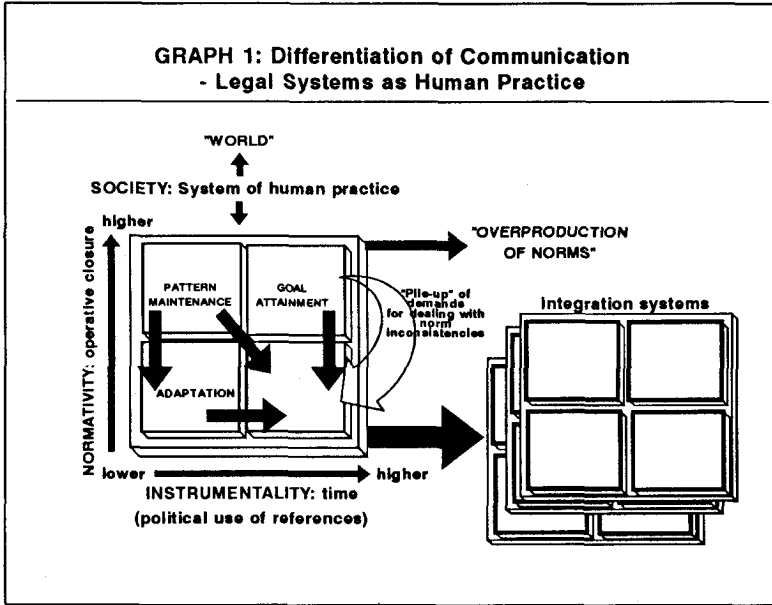 GRAPH 1: Differentiation of Communication
- Legal Systems as Human Practice
"WORLD"
SOCIETY: System of human practice
higher
"OVERPRODUCTION
OF NORMS"
NORMATIVITY: operative closure
PATTERN
MAINTENANCE
GOAL
ATTAINMENT
"Pile-up" of
demands
for dealing with
norm
inconsistencies
Integration systems
ADAPTATION
lower
higher
INSTRUMENTALITY: time
(political use of references)